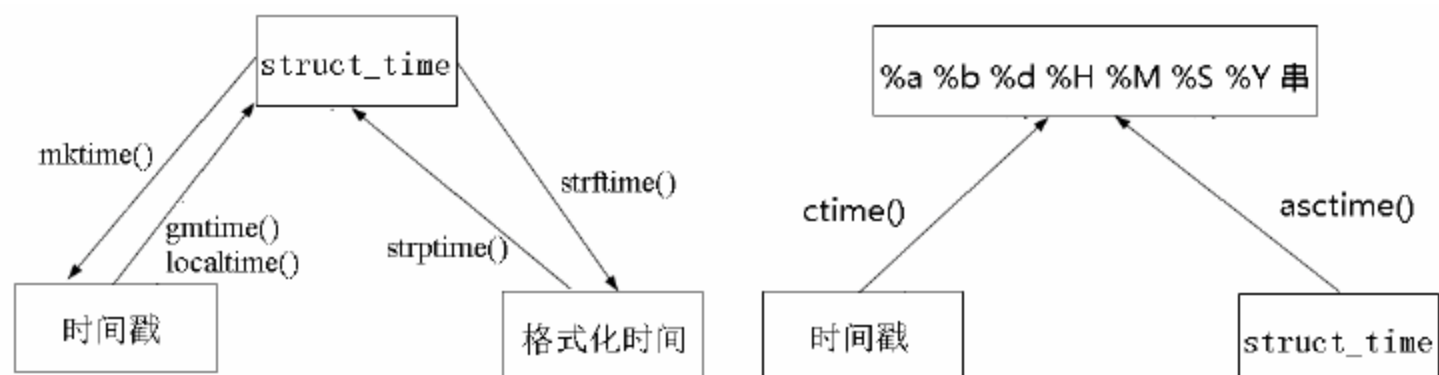 struct_time
mktime()
gmtime()
localtime()
strptime()
strftime()
时间戳
格式化时间
%a %b %d %H %M %S %Y 串
ctime()
asctime()
时间戳
struct_time